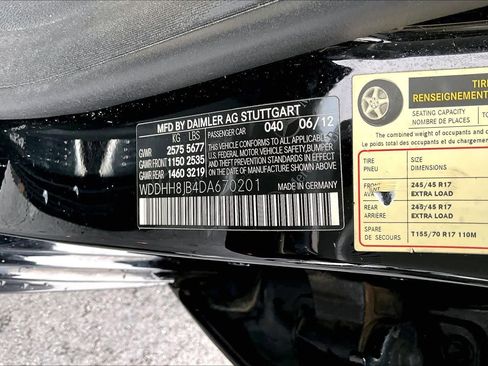 MFD BY DAIMLER AG STUTTGART
KG LBS PASSENGER CAR 040 06/12
GVWR 2575 5677
GAWR FRONT 1150 2535
GAWR REAR 1460 3219
THIS VEHICLE CONFORMS TO ALL APPLICABLE
U.S. FEDERAL MOTOR VEHICLE SAFETY, BUMPER
AND THEFT PREVENTION STANDARDS
IN EFFECT ON THE DATE OF
MANUFACTURE SHOWN ABOVE
WDDHH8JB4DA670201
MADE IN GERMANY
TIRE
RENSEIGNEMENT
SEATING CAPACITY
NOMBRE DE PLACES
The combined weight of occupants and
Le poids total des occupants et du
TIRE SIZE
PNEU DIMENSIONS
FRONT 245/45 R17
EXTRA LOAD
REAR 245/45 R17
ARRIÈRE EXTRA LOAD
SPARE T155/70 R17 110M
DE SECOURS